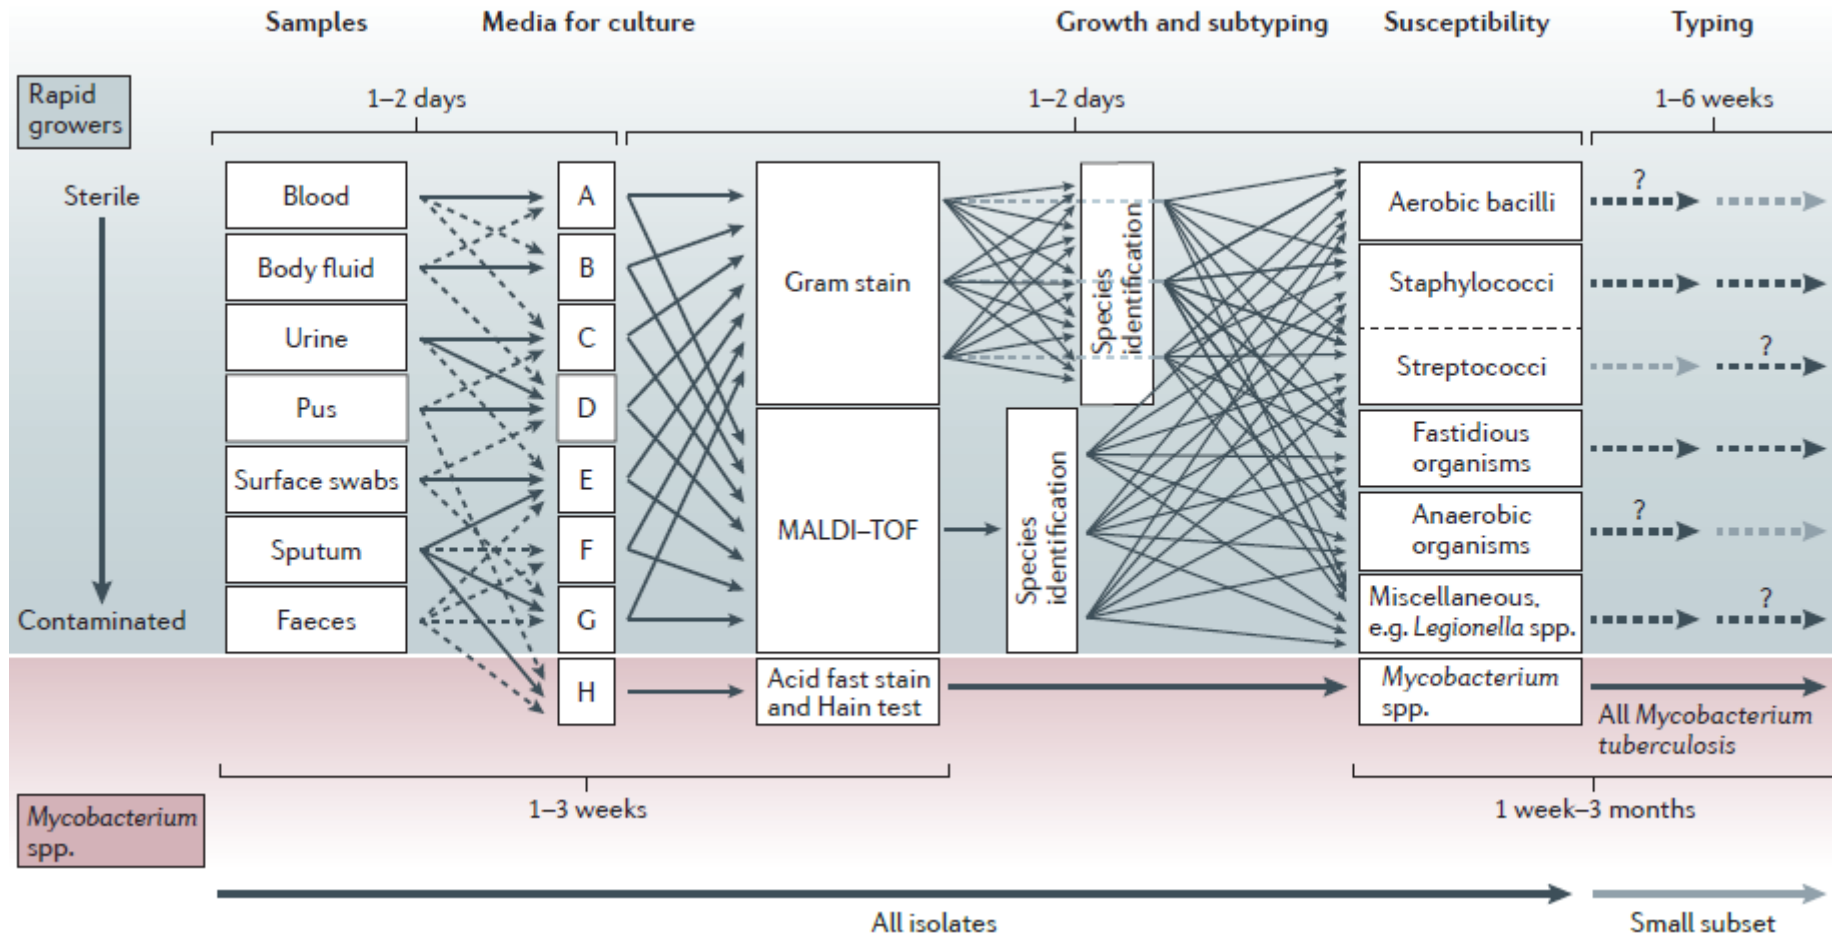 Samples
Media for culture
Growth and subtyping
Susceptibility
Typing
Rapid
growers
1–2 days
1–2 days
1–6 weeks
Sterile
Contaminated
Blood
Body fluid
Urine
Pus
Surface swabs
Sputum
Faeces
A
B
C
D
E
F
G
H
Gram stain
MALDI–TOF
Acid fast stain
and Hain test
Species
identification
Species
identification
Aerobic bacilli
Staphylococci
Streptococci
Fastidious
organisms
Anaerobic
organisms
Miscellaneous,
e.g. Legionella spp.
Mycobacterium
spp.
?
?
?
?
All Mycobacterium
tuberculosis
1–3 weeks
1 week–3 months
Mycobacterium
spp.
All isolates
Small subset